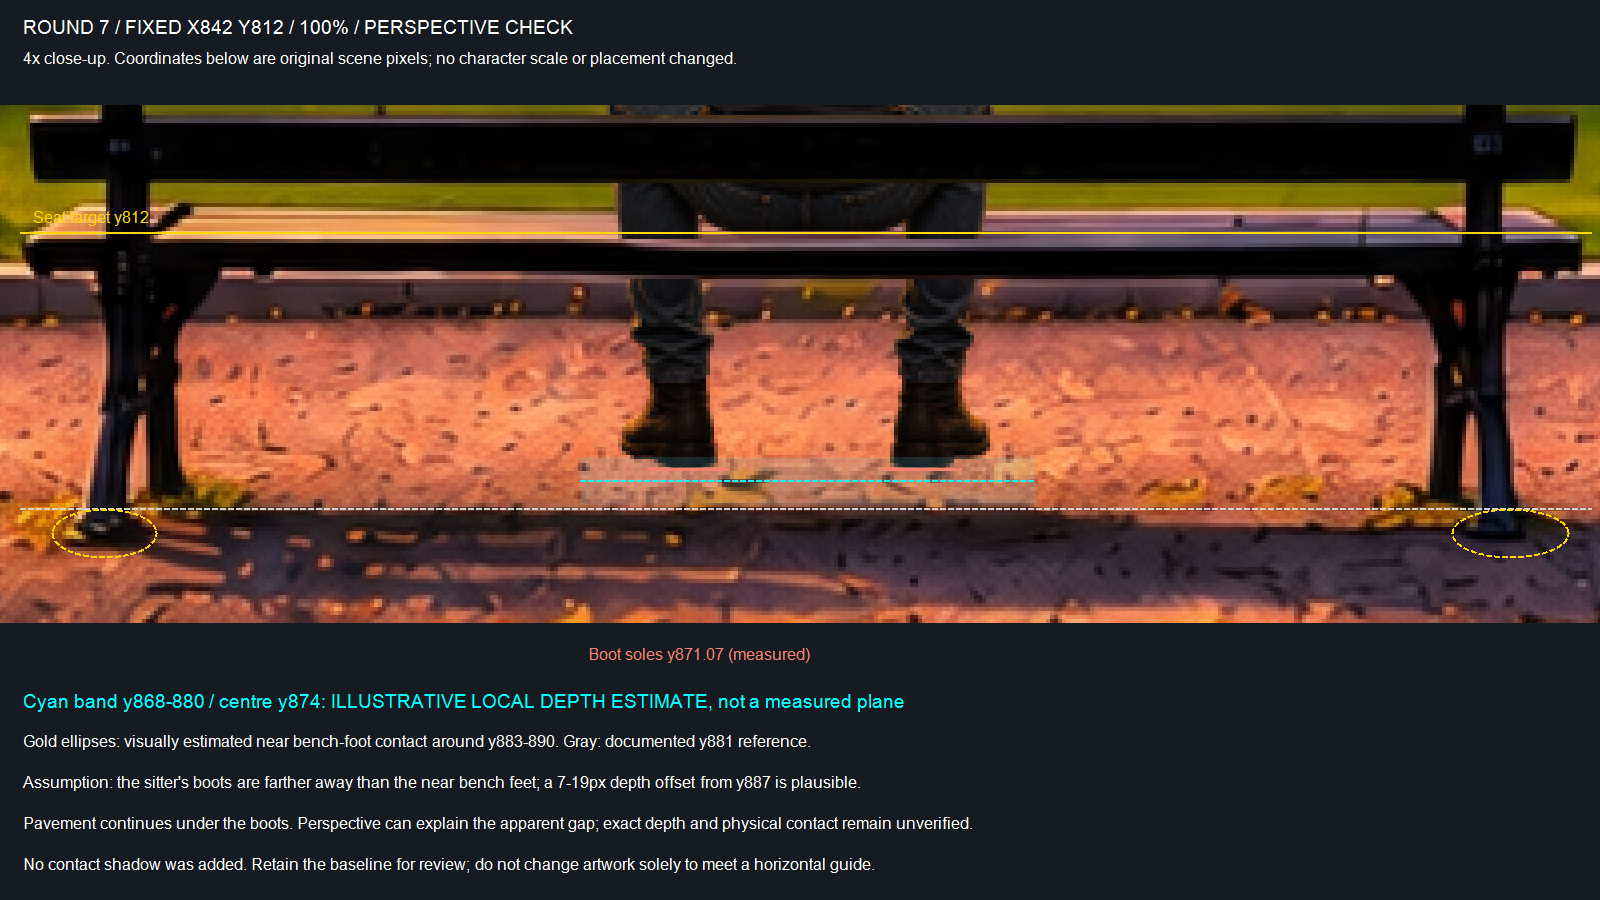 ROUND 7 / FIXED X842 Y812 / 100% / PERSPECTIVE CHECK
4x close-up. Coordinates below are original scene pixels; no character scale or placement changed.
Seat target y812
Boot soles y871.07 (measured)
Cyan band y868-880 / centre y874: ILLUSTRATIVE LOCAL DEPTH ESTIMATE, not a measured plane
Gold ellipses: visually estimated near bench-foot contact around y883-890. Gray: documented y881 reference.
Assumption: the sitter's boots are farther away than the near bench feet; a 7-19px depth offset from y887 is plausible.
Pavement continues under the boots. Perspective can explain the apparent gap; exact depth and physical contact remain unverified.
No contact shadow was added. Retain the baseline for review; do not change artwork solely to meet a horizontal guide.